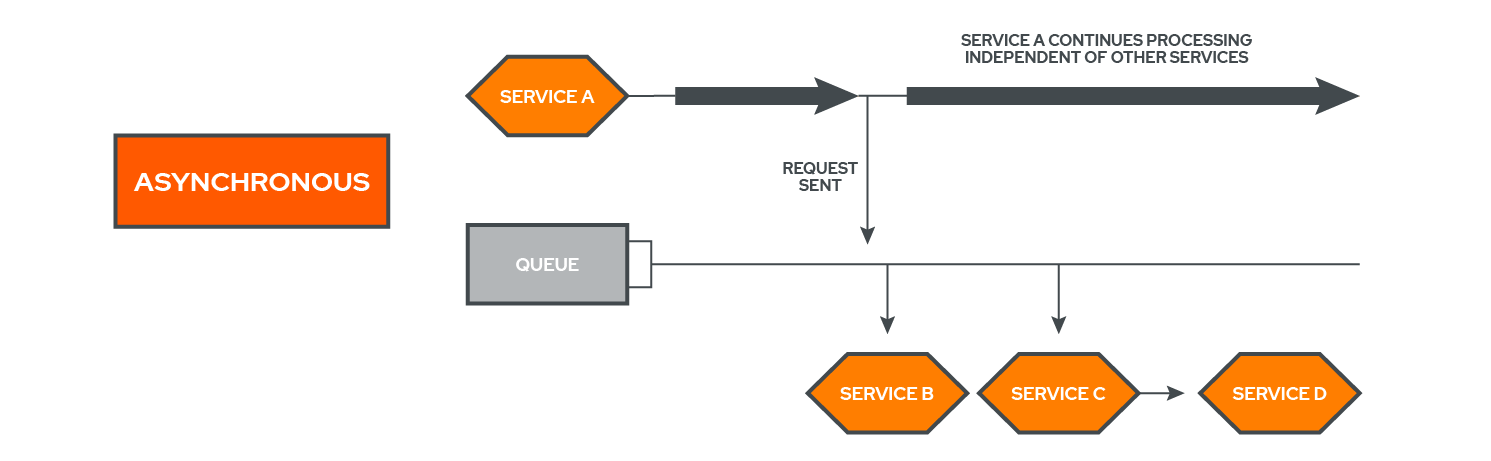 SERVICE A CONTINUES PROCESSING
INDEPENDENT OF OTHER SERVICES
SERVICE A
ASYNCHRONOUS
REQUEST
SENT
QUEUE
SERVICE B
SERVICE C
SERVICE D